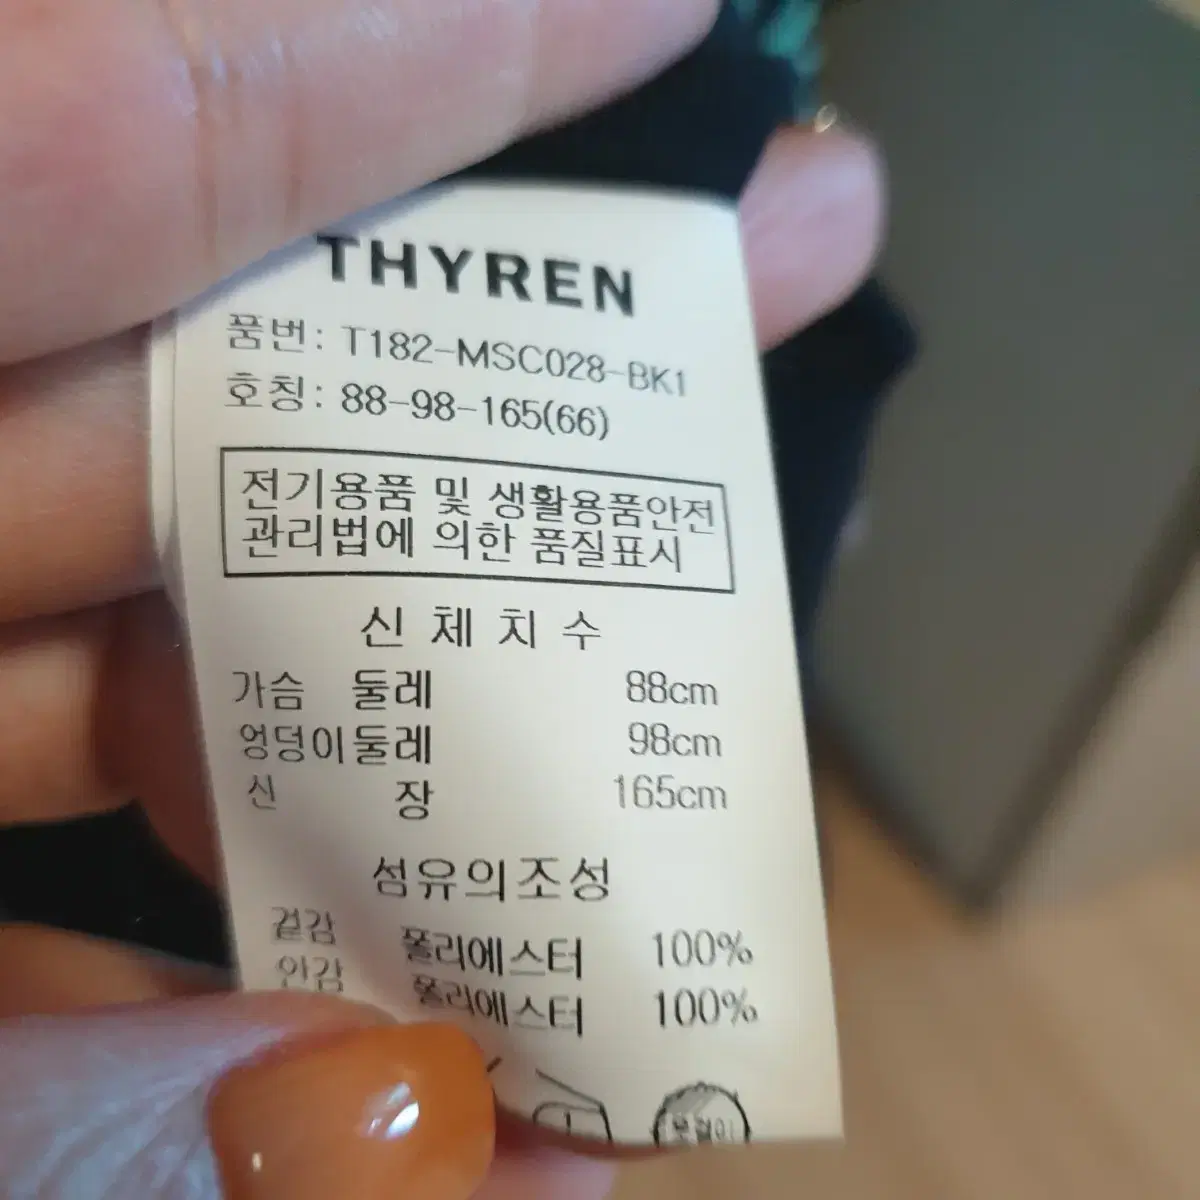 THYREN
품번: T182-MSC028-BK1
호칭: 88-98-165(66)
전기용품 및 생활용품안전
관리법에 의한 품질표시
신 체 치 수
가슴 둘레 88cm
엉덩이둘레 98cm
신 장 165cm
섬유의조성
겉감 폴리에스터 100%
안감 폴리에스터 100%
옷걸이